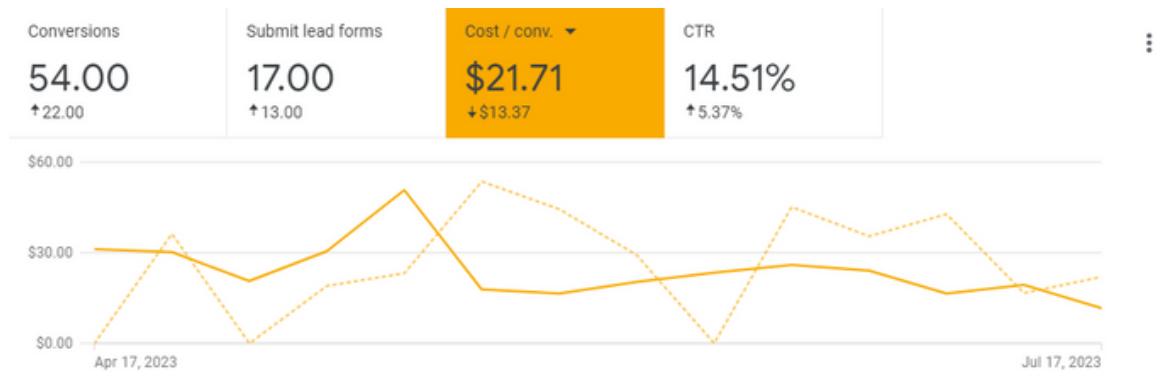 Conversions
54.00
↑22.00
Submit lead forms
17.00
↑13.00
Cost / conv.
$21.71
↓$13.37
CTR
14.51%
↑5.37%
$60.00
$30.00
$0.00
Apr 17, 2023
Jul 17, 2023